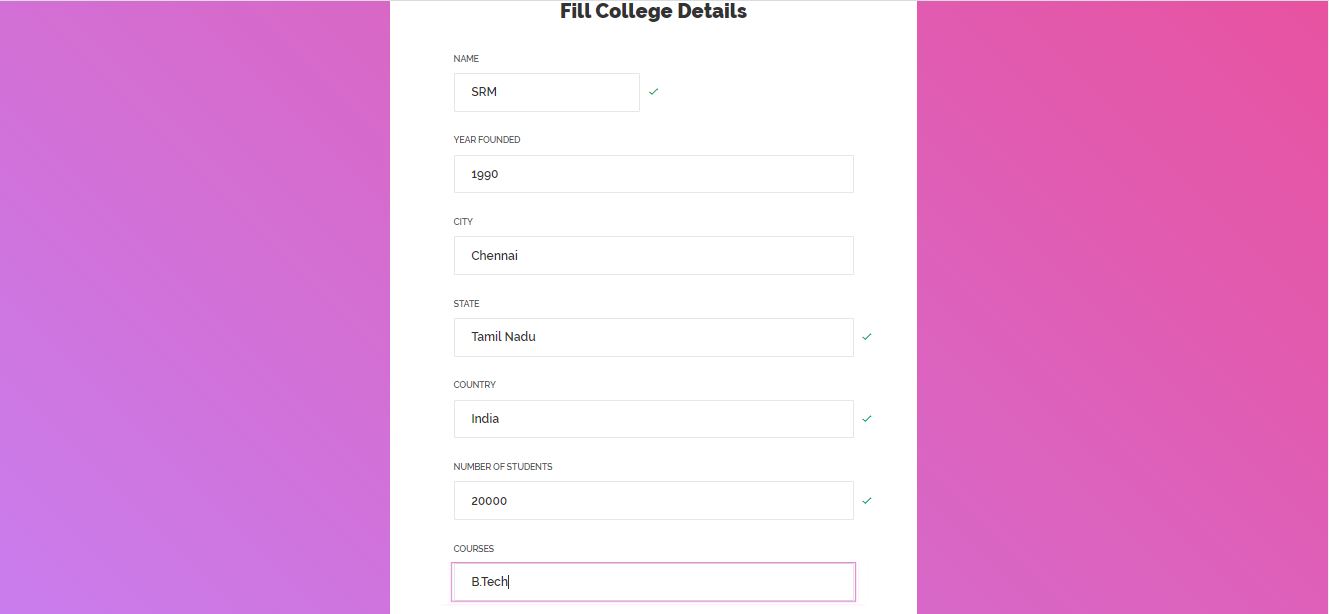 Fill College Details
NAME
SRM
YEAR FOUNDED
1990
CITY
Chennai
STATE
Tamil Nadu
COUNTRY
India
NUMBER OF STUDENTS
20000
COURSES
B.Tech